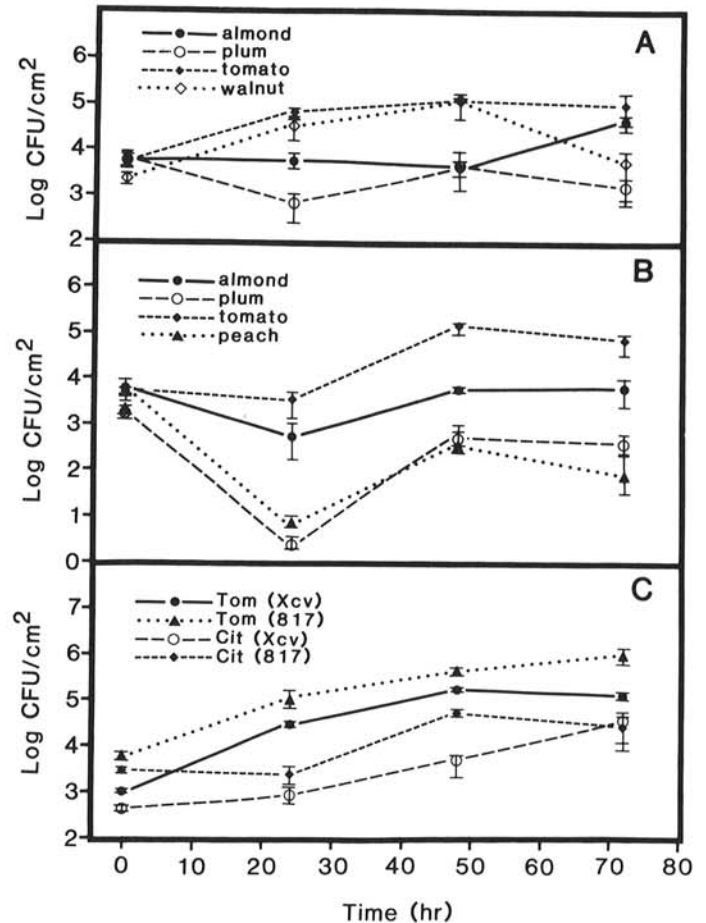 A
almond
plum
tomato
walnut
6
5
4
3
2
Log CFU/cm²
B
almond
plum
tomato
peach
6
5
4
3
2
1
0
Log CFU/cm²
C
Tom (Xcv)
Tom (817)
Cit (Xcv)
Cit (817)
7
6
5
4
3
2
Log CFU/cm²
0 10 20 30 40 50 60 70 80
Time (hr)